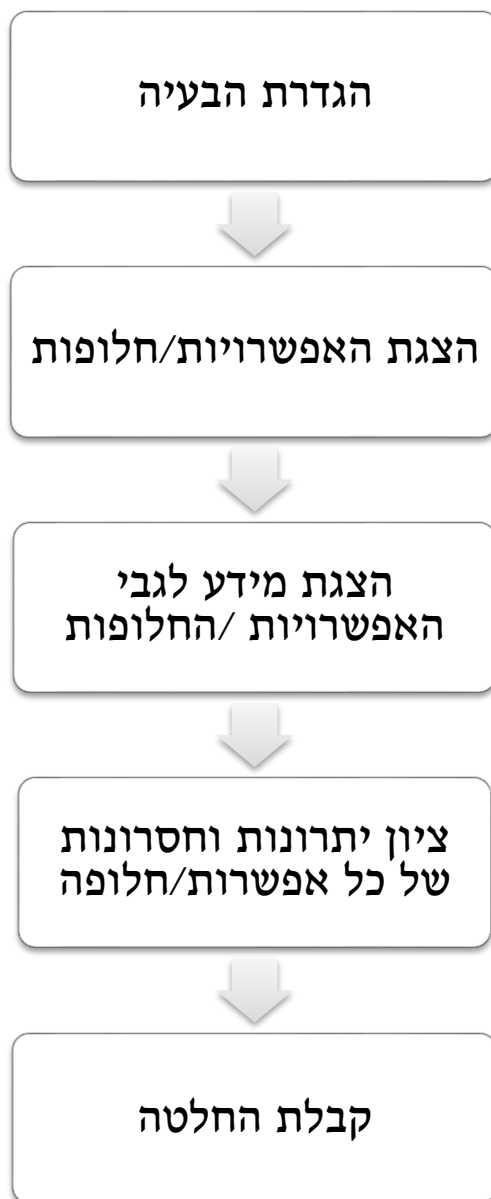 הגדרת הבעיה
הצגת האפשרויות/חלופות
הצגת מידע לגבי
האפשרויות /החלופות
ציון יתרונות וחסרונות
של כל אפשרות/חלופה
קבלת החלטה